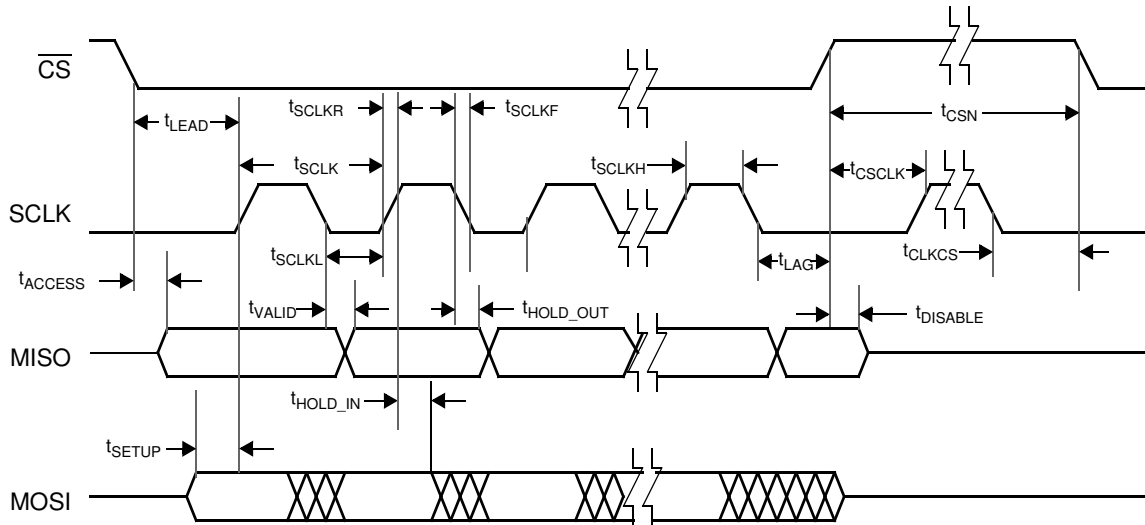 CS
tSCLKR
tSCLKF
tLEAD
tCSN
tSCLK
tSCLKH
tCSCLK
SCLK
tSCLKL
tLAG
tCLKCS
tACCESS
tVALID
tHOLD_OUT
tDISABLE
MISO
tHOLD_IN
tSETUP
MOSI